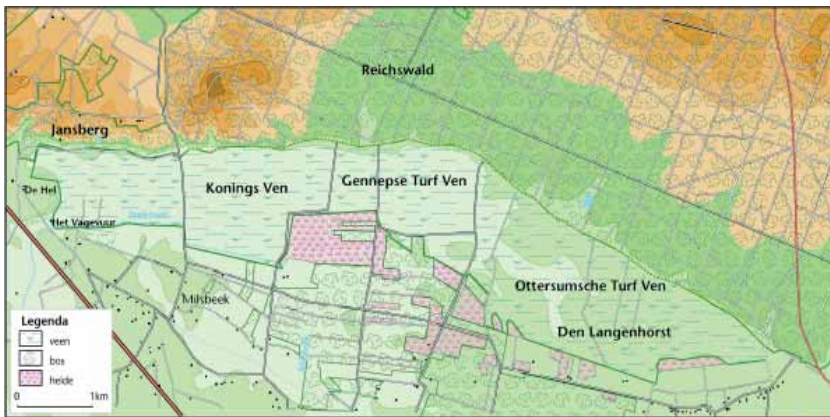 Reichswald
Jansberg
Konings Ven
Gennepse Turf Ven
De Hel
Het Vagevuur
Ottersumsche Turf Ven
Milsbeek
Den Langenhorst
Legenda
veen
bos
heide
0 1km